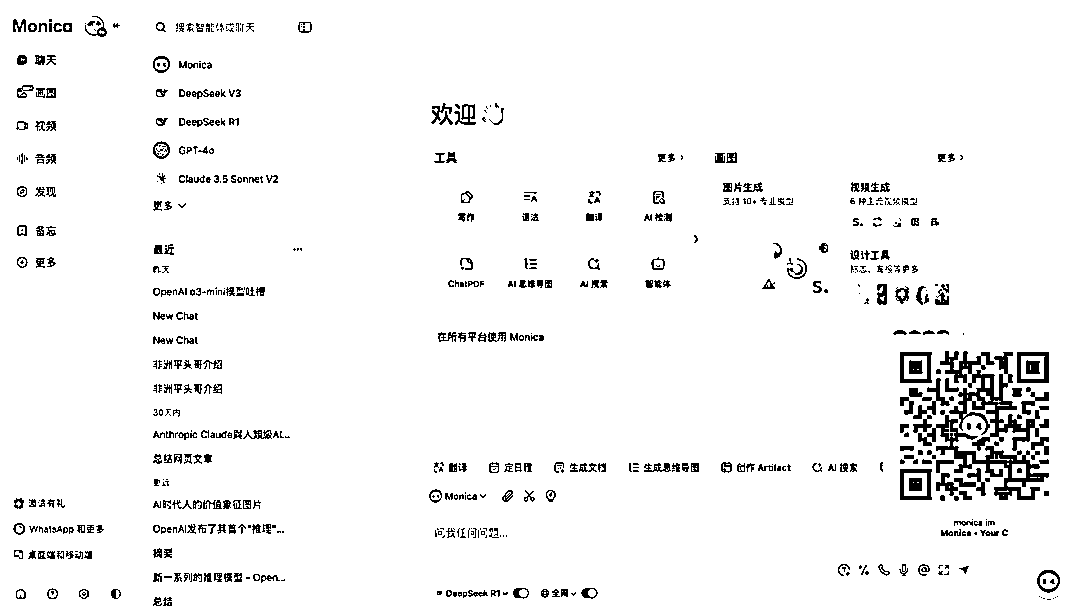 Monica
搜索智能体或聊天
聊天
画图
视频
音频
发现
备忘
更多
邀请有礼
WhatsApp 和更多
桌面端和移动端
Monica
DeepSeek V3
DeepSeek R1
GPT-4o
Claude 3.5 Sonnet V2
更多
最近
昨天
OpenAI o3-mini模型吐槽
New Chat
New Chat
非洲平头哥介绍
非洲平头哥介绍
30天内
Anthropic Claude與人類級AI...
总结网页文章
更远
AI时代人的价值象征图片
OpenAI发布了其首个"推理"...
摘要
新一系列的推理模型 - Open...
总结
欢迎
工具 更多
写作 语法 翻译 AI 检测
ChatPDF AI 思维导图 AI 搜索 智能体
画图 更多
图片生成
支持 10+ 专业模型
视频生成
6 种主流视频模型
S.
设计工具
标志、海报等更多
S.
在所有平台使用 Monica
翻译 定日程 生成文档 生成思维导图 创作 Artifact AI 搜索
Monica
问我任何问题...
DeepSeek R1 全网
monica im
Monica • Your C